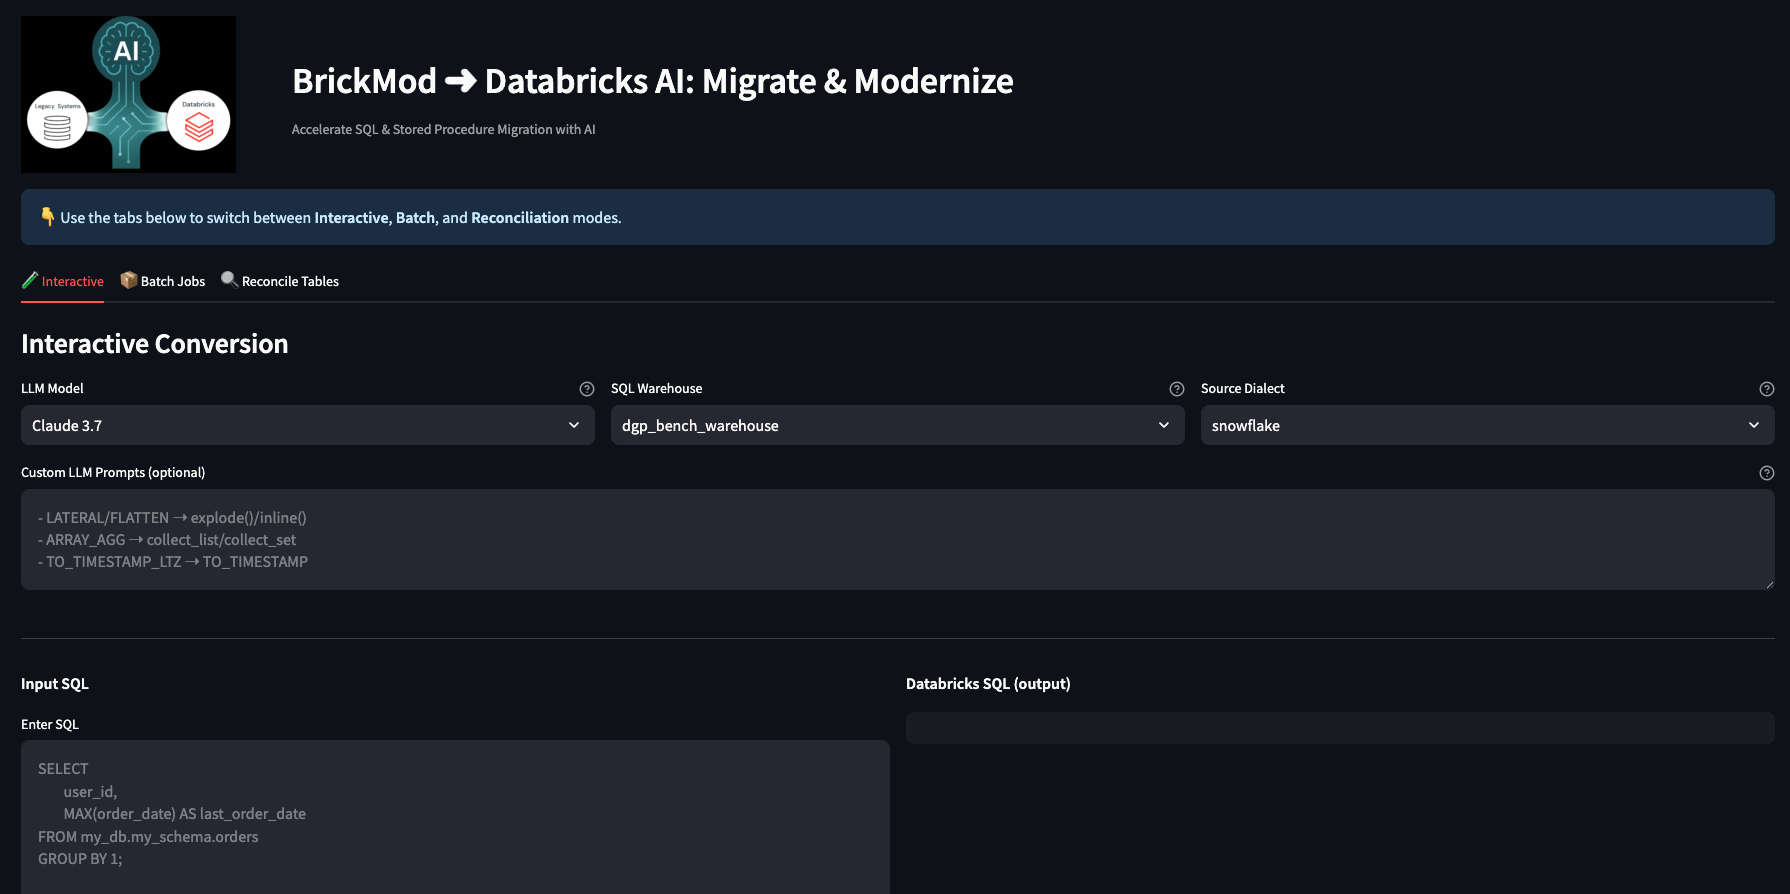 AI
Legacy Systems
Databricks
BrickMod ➜ Databricks AI: Migrate & Modernize
Accelerate SQL & Stored Procedure Migration with AI
👇 Use the tabs below to switch between Interactive, Batch, and Reconciliation modes.
🧪 Interactive 📦 Batch Jobs 🔍 Reconcile Tables
Interactive Conversion
LLM Model
Claude 3.7
SQL Warehouse
dgp_bench_warehouse
Source Dialect
snowflake
Custom LLM Prompts (optional)
- LATERAL/FLATTEN → explode()/inline()
- ARRAY_AGG → collect_list/collect_set
- TO_TIMESTAMP_LTZ → TO_TIMESTAMP
Input SQL
Enter SQL
SELECT
user_id,
MAX(order_date) AS last_order_date
FROM my_db.my_schema.orders
GROUP BY 1;
Databricks SQL (output)